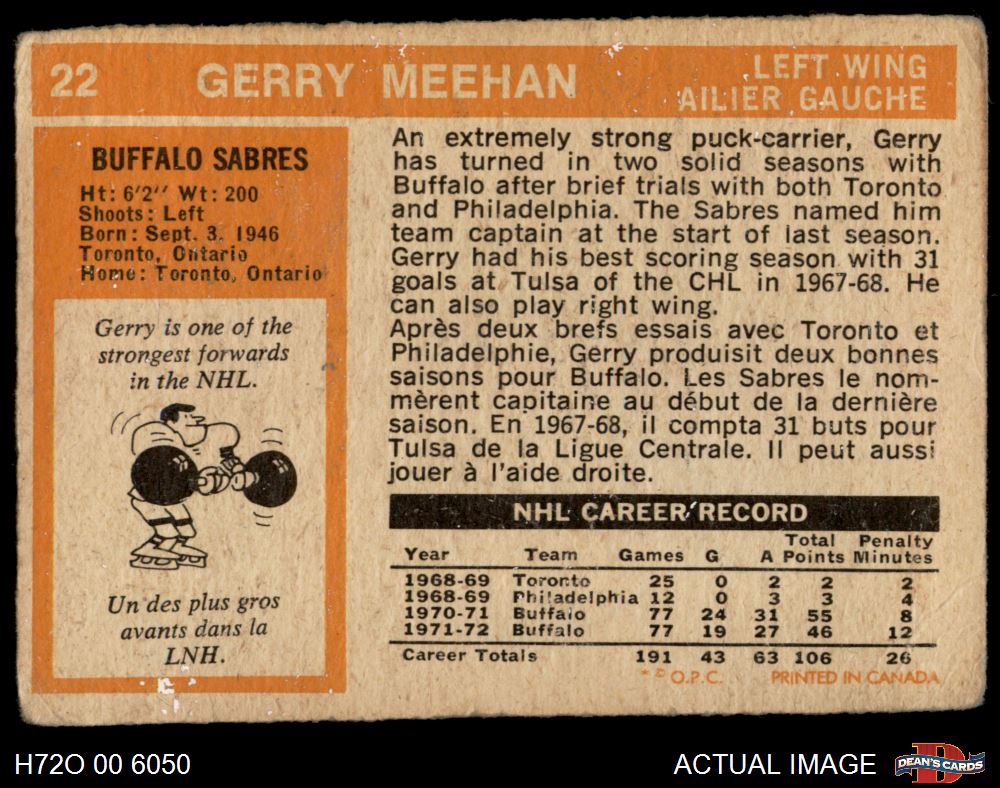 22 GERRY MEEHAN LEFT WING
AILIER GAUCHE
BUFFALO SABRES
Ht: 6'2'' Wt: 200
Shoots: Left
Born: Sept. 3, 1946
Toronto, Ontario
Home: Toronto, Ontario
Gerry is one of the
strongest forwards
in the NHL.
Un des plus gros
avants dans la
LNH.
An extremely strong puck-carrier, Gerry
has turned in two solid seasons with
Buffalo after brief trials with both Toronto
and Philadelphia. The Sabres named him
team captain at the start of last season.
Gerry had his best scoring season with 31
goals at Tulsa of the CHL in 1967-68. He
can also play right wing.
Après deux brefs essais avec Toronto et
Philadelphie, Gerry produisit deux bonnes
saisons pour Buffalo. Les Sabres le nom-
mèrent capitaine au début de la dernière
saison. En 1967-68, il compta 31 buts pour
Tulsa de la Ligue Centrale. Il peut aussi
jouer à l'aide droite.
NHL CAREER RECORD
Year Team Games G A Total Points Penalty Minutes
1968-69 Toronto 25 0 2 2 2
1968-69 Philadelphia 12 0 3 3 4
1970-71 Buffalo 77 24 31 55 8
1971-72 Buffalo 77 19 27 46 12
Career Totals 191 43 63 106 26
* © O.P.C. PRINTED IN CANADA
H72O 00 6050 ACTUAL IMAGE DEAN'S CARDS